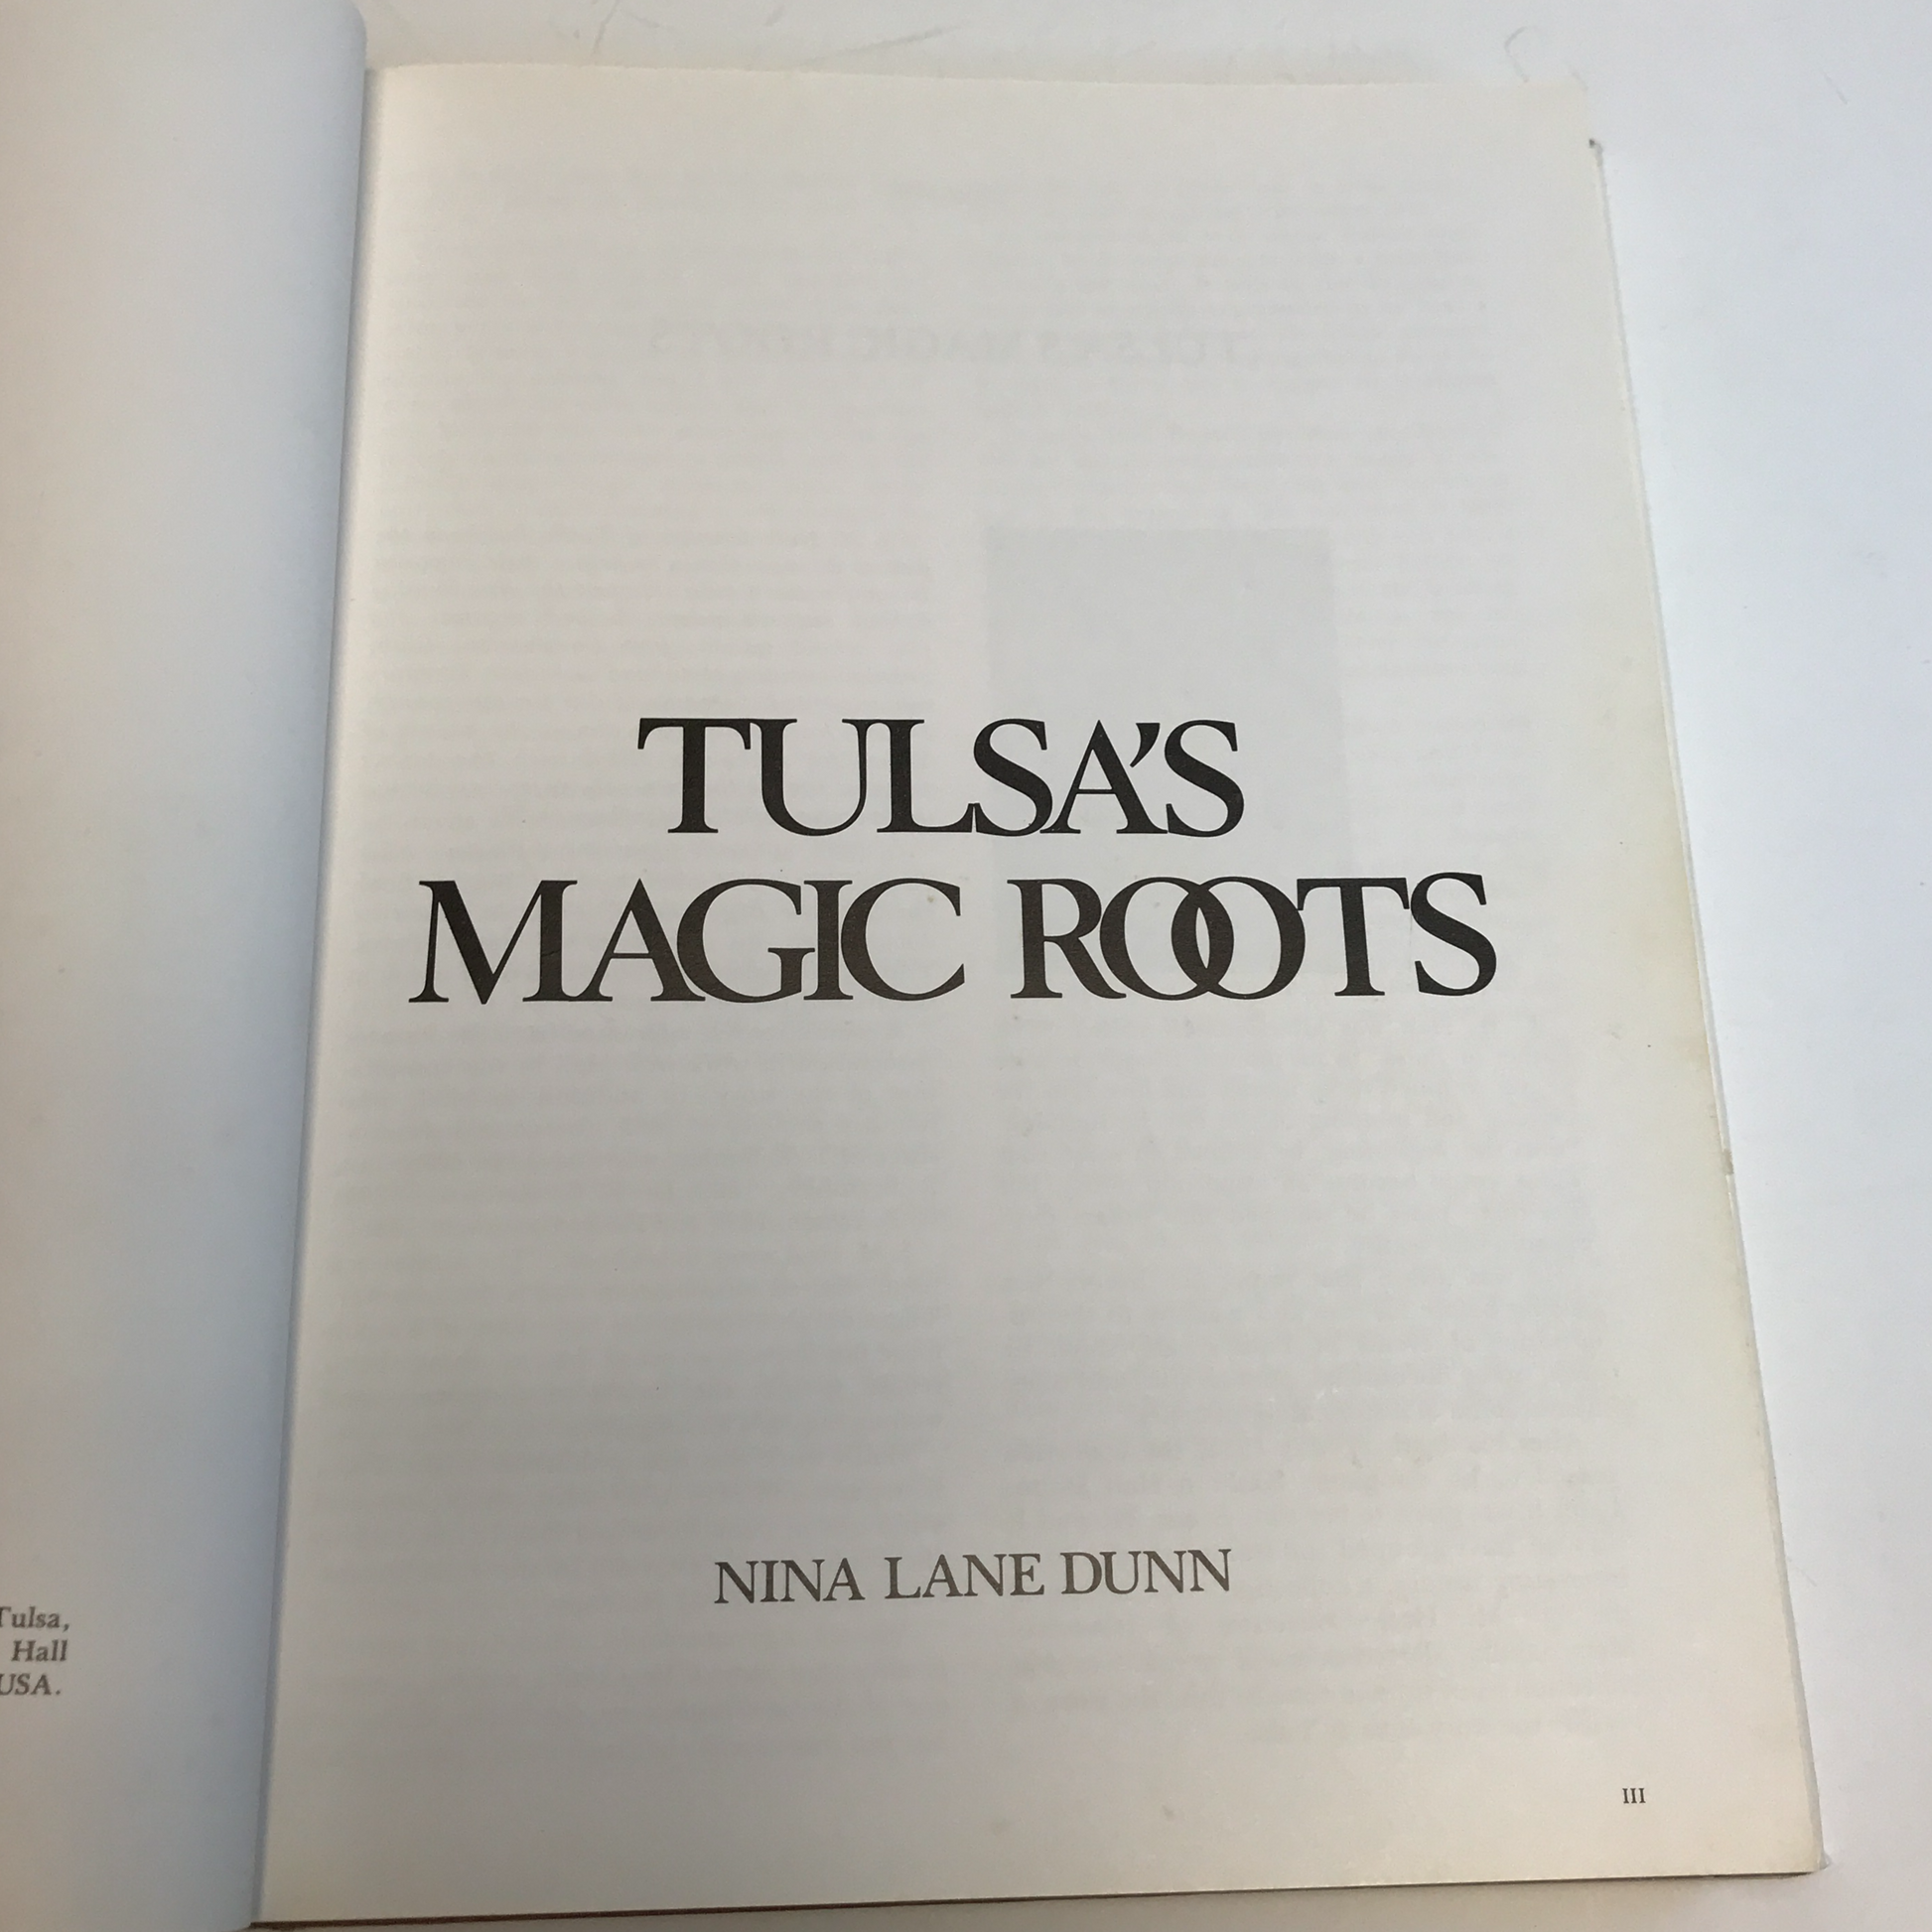 Tulsa,
Hall
USA.
TULSA'S
MAGIC ROOTS
NINA LANE DUNN
III